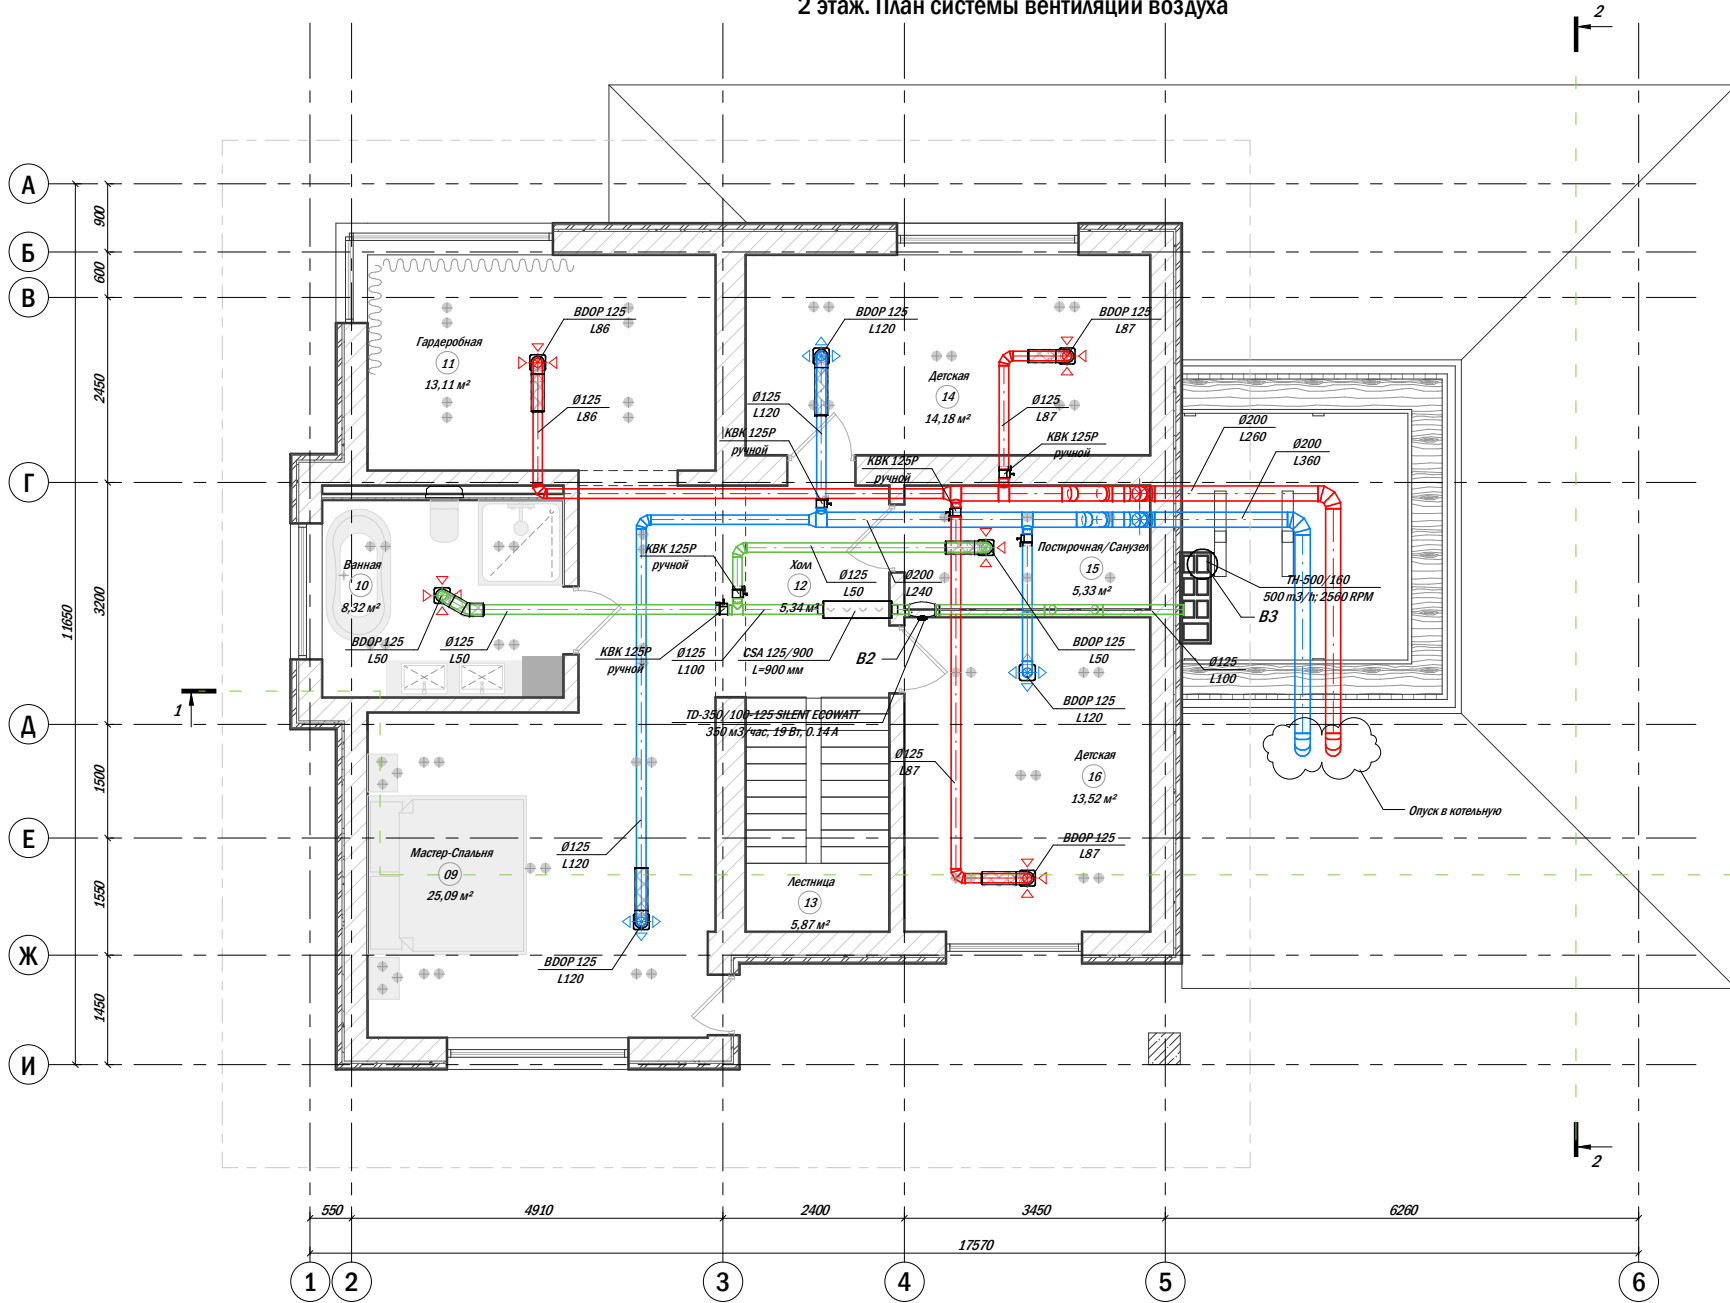 2 этаж. План системы вентиляции воздуха
2
А
900
Б
600
В
BDOP 125
L86
BDOP 125
L120
BDOP 125
L87
Гардеробная
11
13,11 м²
2450
Детская
14
14,18 м²
Ø125
L86
Ø125
L120
Ø125
L87
КВК 125Р
ручной
КВК 125Р
ручной
Ø200
L260
Ø200
L360
КВК 125Р
ручной
Г
КВК 125Р
ручной
Постирочная/Санузел
15
5,33 м²
Ванная
10
8,32 м²
Холл
12
5,34 м²
Ø125
L50
Ø200
L240
TH-500/160
500 m3/h; 2560 RPM
В3
3200
11650
BDOP 125
L50
Ø125
L50
КВК 125Р
ручной
Ø125
L100
CSA 125/900
L=900 мм
В2
BDOP 125
L50
Ø125
L100
1
BDOP 125
L120
Д
TD-350/100-125 SILENT ECOWATT
350 м3/час, 19 Вт, 0.14 А
Ø125
L87
Детская
16
13,52 м²
1500
Опуск в котельную
Е
Ø125
L120
BDOP 125
L87
Мастер-Спальня
09
25,09 м²
1550
Лестница
13
5,87 м²
Ж
BDOP 125
L120
1450
И
2
550
4910
2400
3450
6260
17570
1
2
3
4
5
6